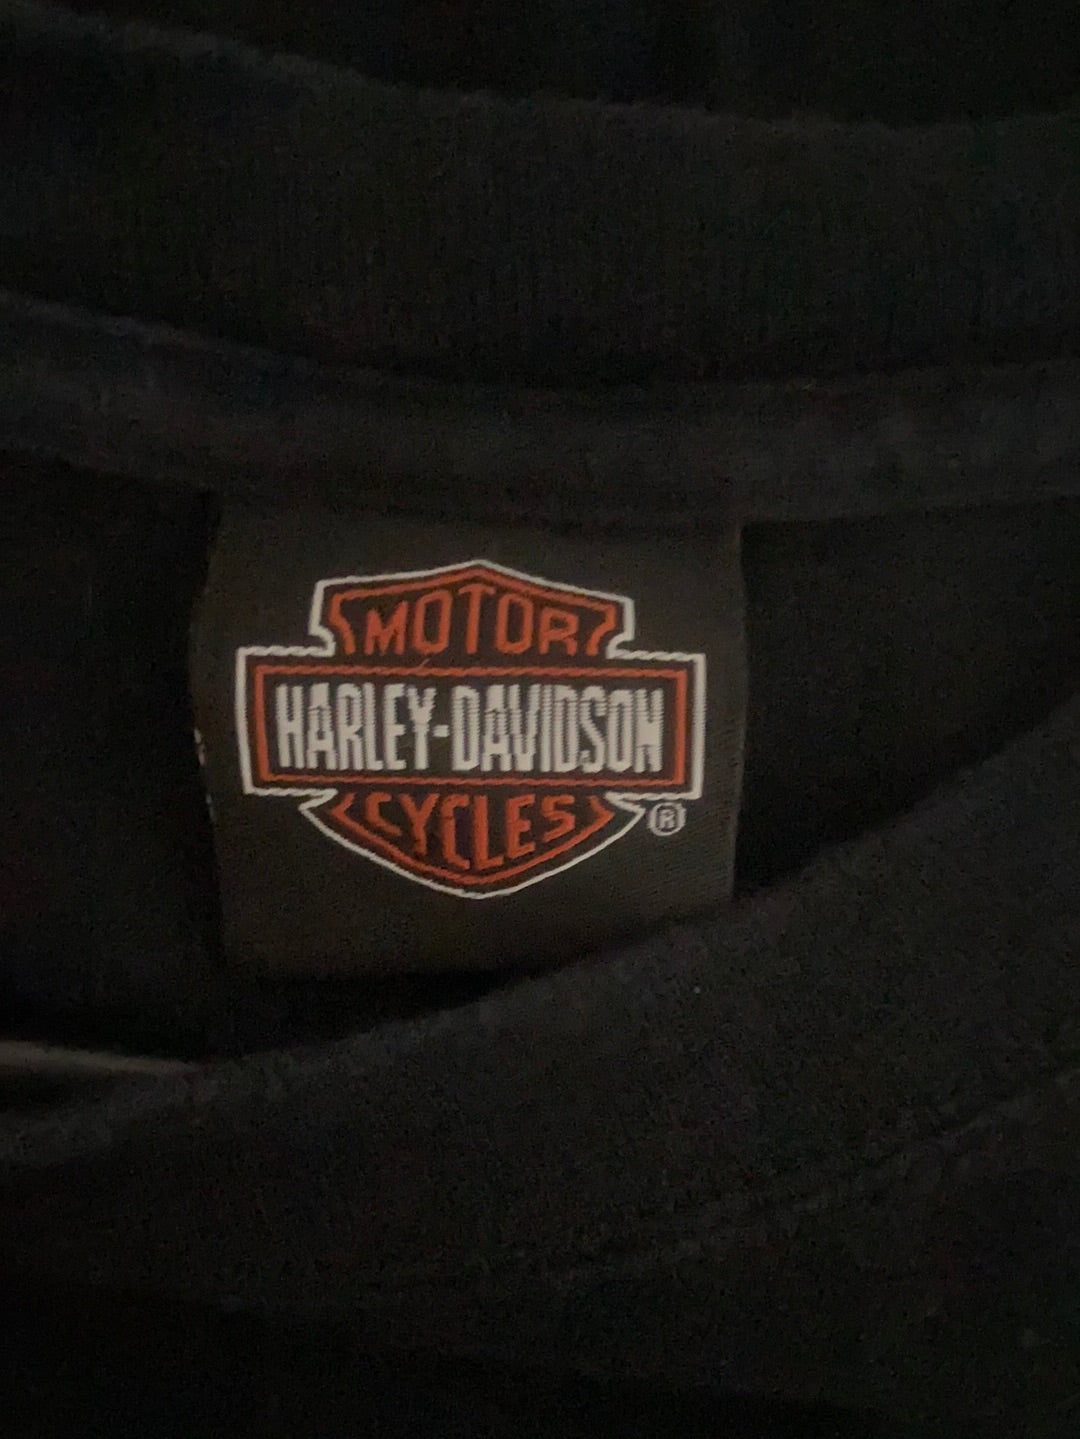 MOTOR
HARLEY-DAVIDSON
CYCLES
®